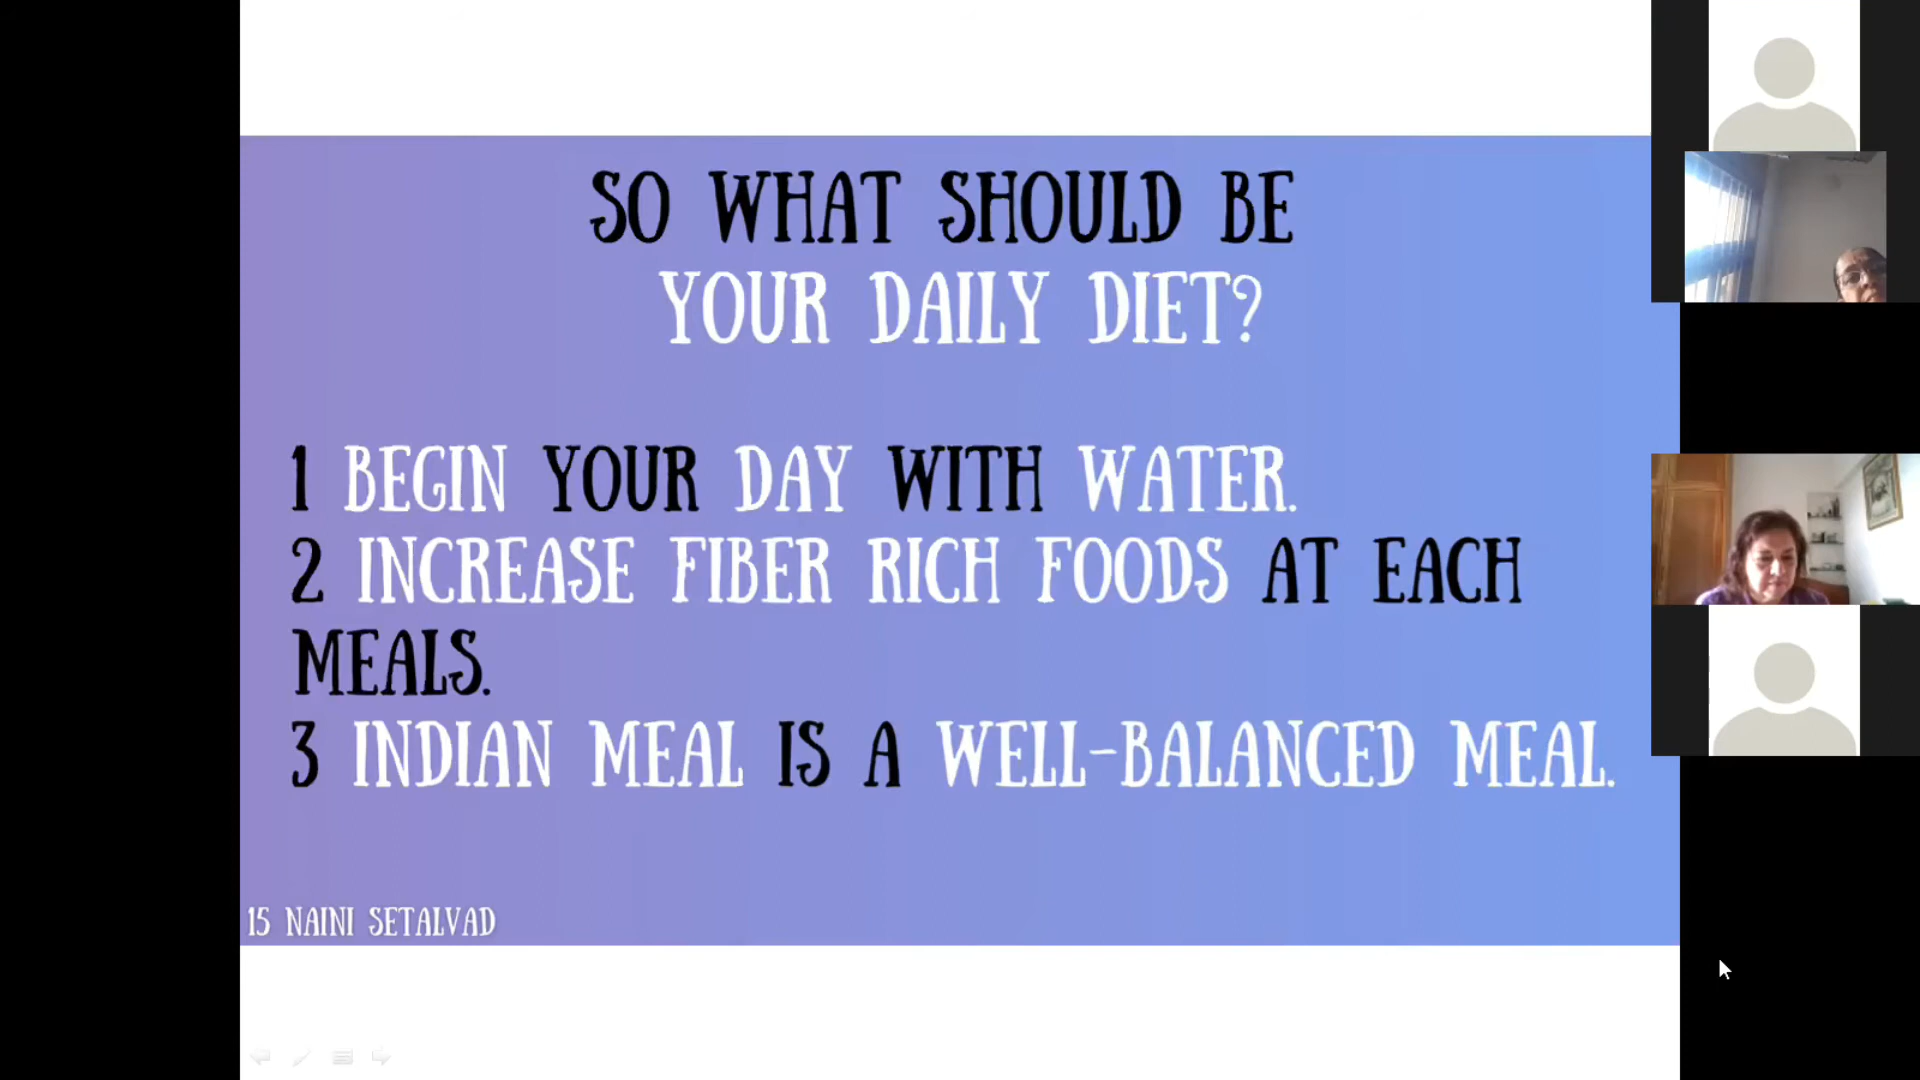 SO WHAT SHOULD BE
YOUR DAILY DIET?
1 BEGIN YOUR DAY WITH WATER.
2 INCREASE FIBER RICH FOODS AT EACH
MEALS.
3 INDIAN MEAL IS A WELL-BALANCED MEAL.
15 NAINI SETALVAD